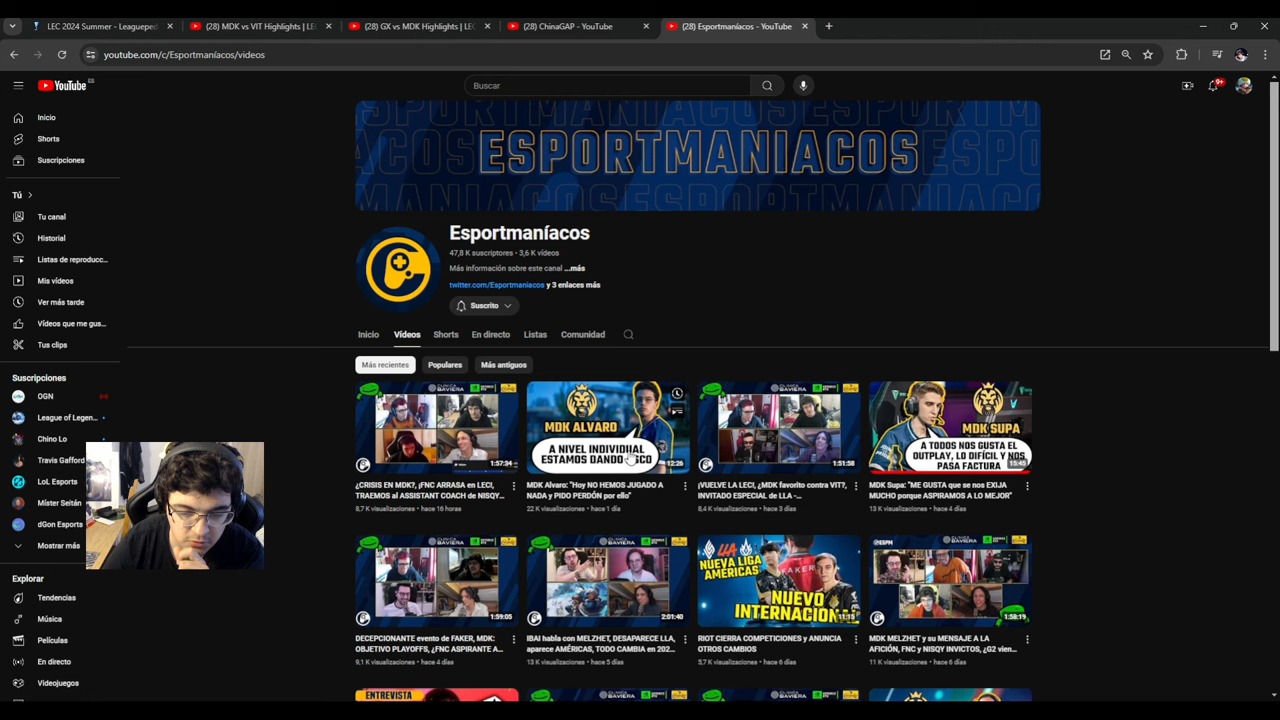 LEC 2024 Summer - Leagueped
(28) MDK vs VIT Highlights | LEC
(28) GX vs MDK Highlights | LEC
(28) ChinaGAP - YouTube
(28) Esportmaníacos - YouTube
youtube.com/c/Esportmaníacos/videos
YouTube ES
Buscar
9+
ESPORTMANIACOS
Inicio
Shorts
Suscripciones
Tú
Tu canal
Historial
Listas de reproducc...
Mis vídeos
Ver más tarde
Vídeos que me gus...
Tus clips
Suscripciones
OGN
League of Legen...
Chino Lo
Travis Gafford
LoL Esports
Míster Seitán
dGon Esports
Mostrar más
Explorar
Tendencias
Música
Películas
En directo
Videojuegos
Esportmaníacos
47,8 K suscriptores • 3,6 K vídeos
Más información sobre este canal ...más
twitter.com/Esportmaniacos y 3 enlaces más
Suscrito
Inicio Vídeos Shorts En directo Listas Comunidad
Más recientes Populares Más antiguos
1:57:34
¿CRISIS EN MDK?, ¡FNC ARRASA en LEC!,
TRAEMOS al ASSISTANT COACH de NISQY...
8,7 K visualizaciones • hace 16 horas
MDK ALVARO
A NIVEL INDIVIDUAL
ESTAMOS DANDO
12:26
MDK Alvaro: "Hoy NO HEMOS JUGADO A
NADA y PIDO PERDÓN por ello"
22 K visualizaciones • hace 1 día
1:51:58
¡VUELVE LA LEC!, ¿MDK favorito contra VIT?,
INVITADO ESPECIAL de LLA -...
8,4 K visualizaciones • hace 3 días
MDK SUPA
A TODOS NOS GUSTA EL
OUTPLAY, LO DIFÍCIL Y NOS
PASA FACTURA
15:45
MDK Supa: "ME GUSTA que se nos EXIJA
MUCHO porque ASPIRAMOS A LO MEJOR"
13 K visualizaciones • hace 4 días
1:59:05
DECEPCIONANTE evento de FAKER, MDK:
OBJETIVO PLAYOFFS, ¿FNC ASPIRANTE A...
9,1 K visualizaciones • hace 4 días
2:01:40
IBAI habla con MELZHET, DESAPARECE LLA,
aparece AMÉRICAS, TODO CAMBIA en 202...
13 K visualizaciones • hace 5 días
LLA
NUEVA LIGA
AMÉRICAS
FAKER
NUEVO
INTERNACIONAL
11:15
RIOT CIERRA COMPETICIONES y ANUNCIA
OTROS CAMBIOS
5,7 K visualizaciones • hace 6 días
1:58:19
MDK MELZHET y su MENSAJE A LA
AFICIÓN, FNC y NISQY INVICTOS, ¿G2 vien...
11 K visualizaciones • hace 6 días
ENTREVISTA